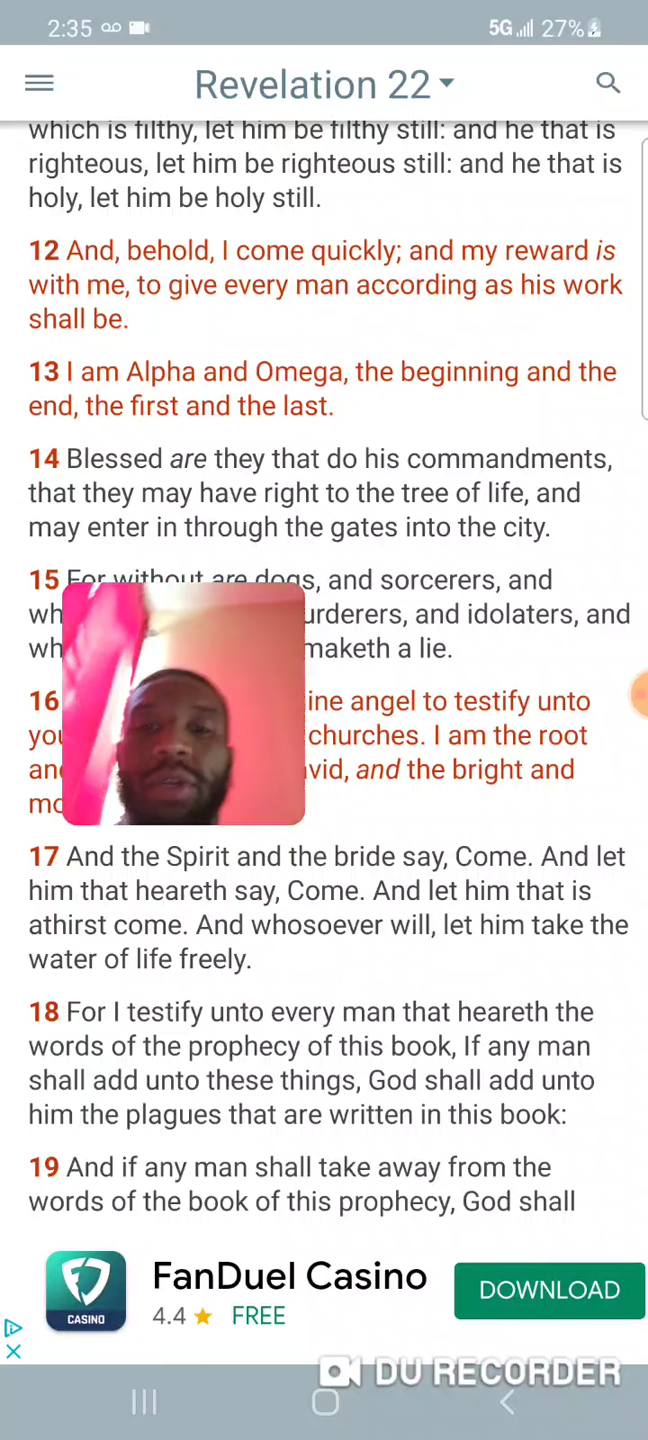 2:35
5G 27%
Revelation 22
which is filthy, let him be filthy still: and he that is
righteous, let him be righteous still: and he that is
holy, let him be holy still.
12 And, behold, I come quickly; and my reward is
with me, to give every man according as his work
shall be.
13 I am Alpha and Omega, the beginning and the
end, the first and the last.
14 Blessed are they that do his commandments,
that they may have right to the tree of life, and
may enter in through the gates into the city.
15 For without are dogs, and sorcerers, and
and idolaters, and
maketh a lie.
16 angel to testify unto
churches. I am the root
and the bright and
17 And the Spirit and the bride say, Come. And let
him that heareth say, Come. And let him that is
athirst come. And whosoever will, let him take the
water of life freely.
18 For I testify unto every man that heareth the
words of the prophecy of this book, If any man
shall add unto these things, God shall add unto
him the plagues that are written in this book:
19 And if any man shall take away from the
words of the book of this prophecy, God shall
FanDuel Casino
4.4 FREE
DOWNLOAD
CASINO
DU RECORDER